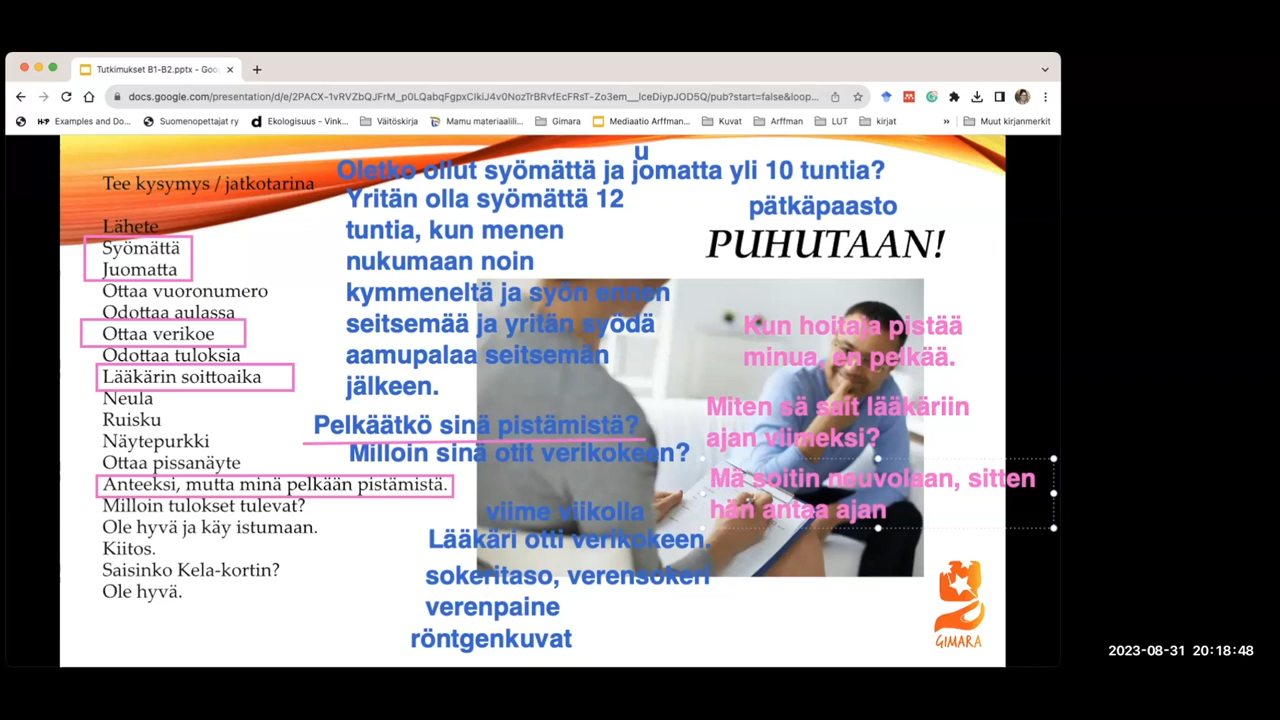 Tutkimukset B1-B2.pptx - Goo
docs.google.com/presentation/d/e/2PACX-1vRVZbQJFrM_p0LQabqFgpxCIkiJ4v0NozTrBRvfEcFRsT-Zo3em__lceDiypJOD5Q/pub?start=false&loop...
Examples and Do...
Suomenopettajat ry
Ekologisuus - Vink...
Väitöskirja
Mamu materiaalili...
Gimara
Mediaatio Arffman...
Kuvat
Arffman
LUT
kirjat
»
Muut kirjanmerkit
Tee kysymys / jatkotarina
Lähete
Syömättä
Juomatta
Ottaa vuoronumero
Odottaa aulassa
Ottaa verikoe
Odottaa tuloksia
Lääkärin soittoaika
Neula
Ruisku
Näytepurkki
Ottaa pissanäyte
Anteeksi, mutta minä pelkään pistämistä.
Milloin tulokset tulevat?
Ole hyvä ja käy istumaan.
Kiitos.
Saisinko Kela-kortin?
Ole hyvä.
u
Oletko ollut syömättä ja jomatta yli 10 tuntia?
Yritän olla syömättä 12
tuntia, kun menen
nukumaan noin
kymmeneltä ja syön ennen
seitsemää ja yritän syödä
aamupalaa seitsemän
jälkeen.
Pelkäätkö sinä pistämistä?
Milloin sinä otit verikokeen?
viime viikolla
Lääkäri otti verikokeen.
sokeritaso, verensokeri
verenpaine
röntgenkuvat
pätkäpaasto
PUHUTAAN!
Kun hoitaja pistää
minua, en pelkää.
Miten sä sait lääkäriin
ajan viimeksi?
Mä soitin neuvolaan, sitten
hän antaa ajan
GIMARA
2023-08-31 20:18:48